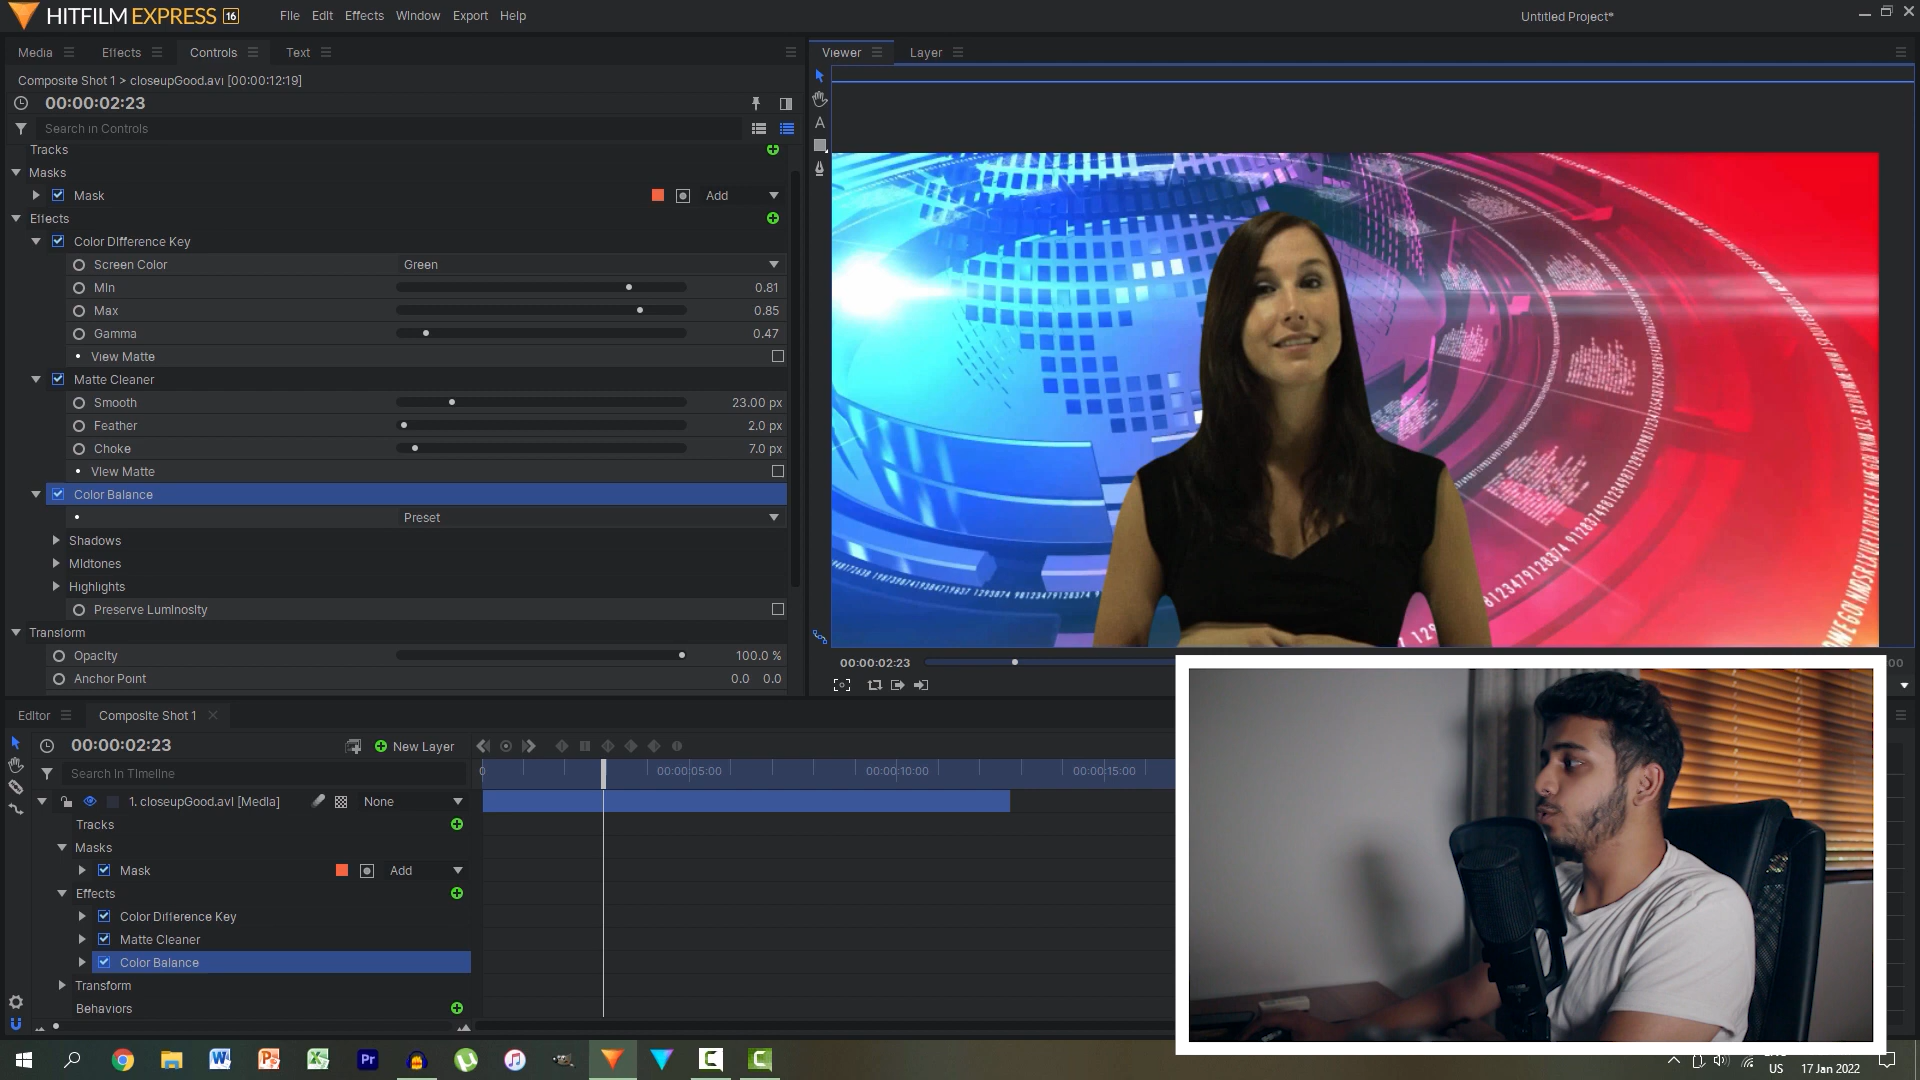 HITFILM EXPRESS 16
File Edit Effects Window Export Help
Untitled Project*
Media Effects Controls Text
Viewer Layer
Composite Shot 1 > closeupGood.avi [00:00:12:19]
00:00:02:23
Search in Controls
Tracks
Masks
Mask Add
Effects
Color Difference Key
Screen Color Green
Min 0.81
Max 0.85
Gamma 0.47
View Matte
Matte Cleaner
Smooth 23.00 px
Feather 2.0 px
Choke 7.0 px
View Matte
Color Balance
Preset
Shadows
Midtones
Highlights
Preserve Luminosity
Transform
Opacity 100.0 %
Anchor Point 0.0 0.0
A
00:00:02:23
Editor Composite Shot 1
00:00:02:23 New Layer
Search in Timeline
0 00:00:05:00 00:00:10:00 00:00:15:00
1. closeupGood.avi [Media] None
Tracks
Masks
Mask Add
Effects
Color Difference Key
Matte Cleaner
Color Balance
Transform
Behaviors
Pr
US 17 Jan 2022